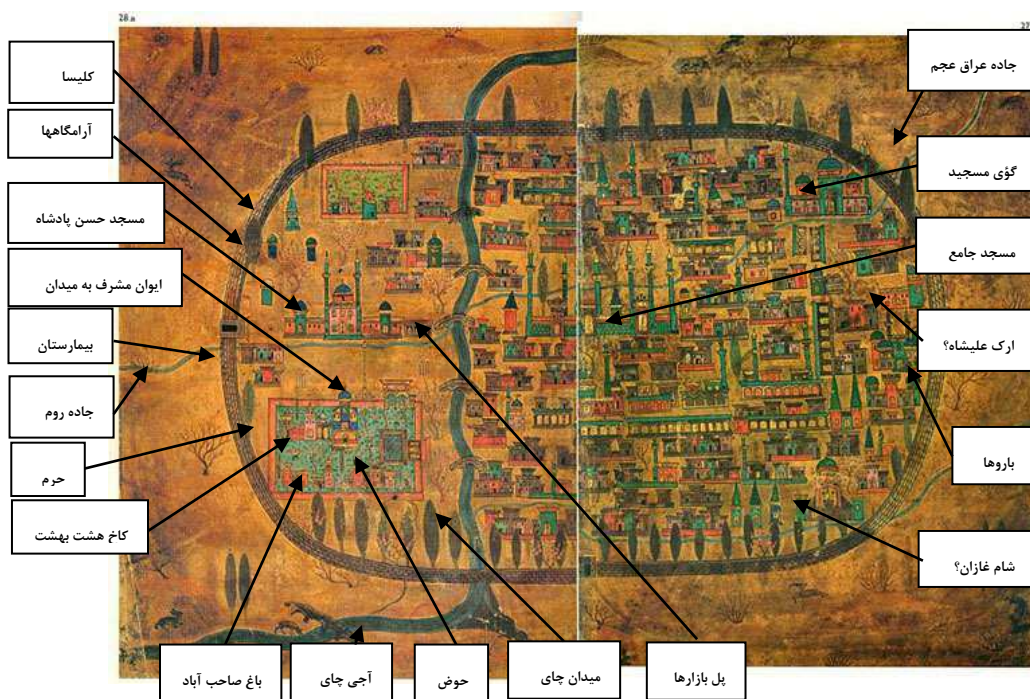 28.a
27
جاده عراق عجم
گؤی مسجید
مسجد جامع
ارک علیشاه؟
باروها
شام غازان؟
کلیسا
آرامگاهها
مسجد حسن پادشاه
ایوان مشرف به میدان
بیمارستان
جاده روم
حرم
کاخ هشت بهشت
پل بازارها
میدان چای
حوض
آجی چای
باغ صاحب آباد